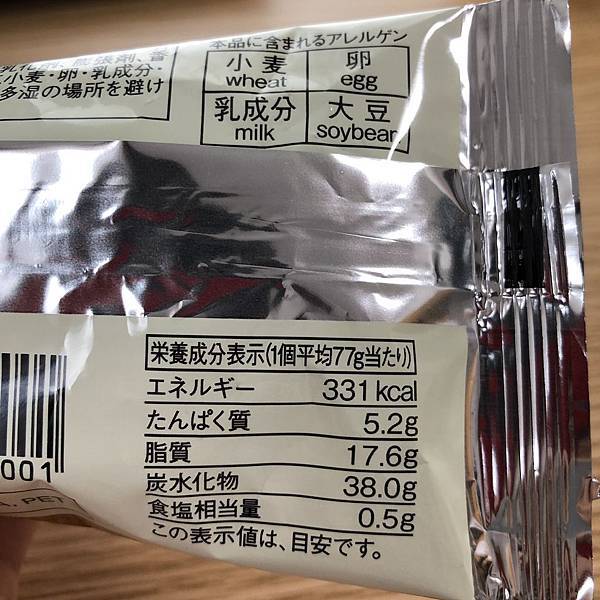 本品に含まれるアレルゲン
小麦 卵
wheat egg
乳成分 大豆
milk soybean
乳化剤、膨張剤、香
小麦・卵・乳成分・
多湿の場所を避け
栄養成分表示(1個平均77g当たり)
エネルギー 331kcal
たんぱく質 5.2g
脂質 17.6g
炭水化物 38.0g
食塩相当量 0.5g
この表示値は、目安です。
001
PET